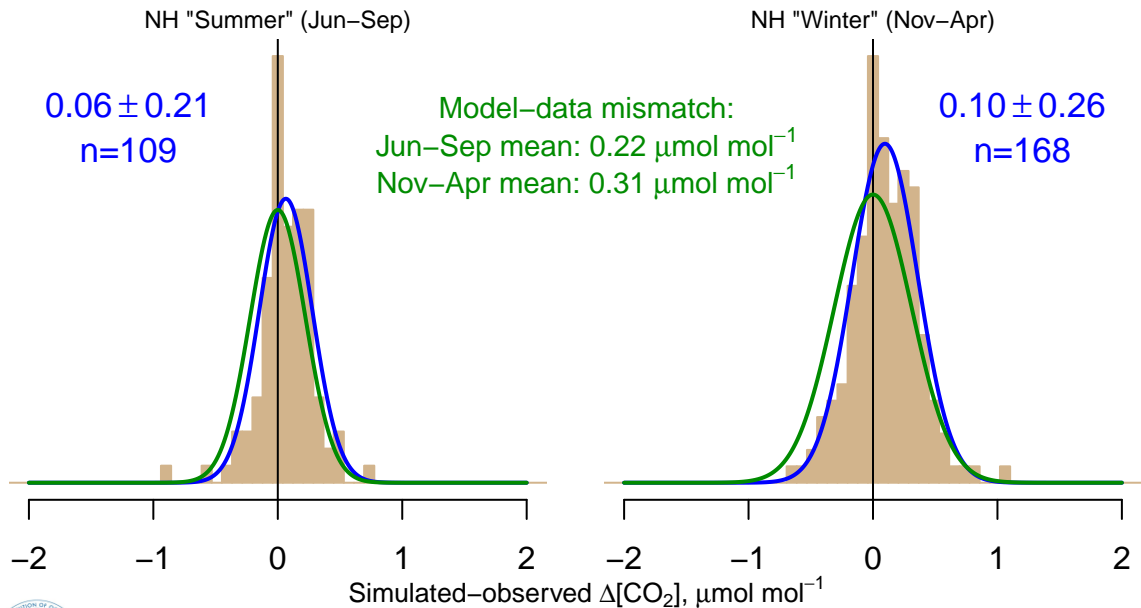 NH "Summer" (Jun−Sep)
0.06 ± 0.21
n=109
Model−data mismatch:
Jun−Sep mean: 0.22 μmol mol⁻¹
Nov−Apr mean: 0.31 μmol mol⁻¹
NH "Winter" (Nov−Apr)
0.10 ± 0.26
n=168
−2 −1 0 1 2
−2 −1 0 1 2
Simulated−observed Δ[CO₂], μmol mol⁻¹